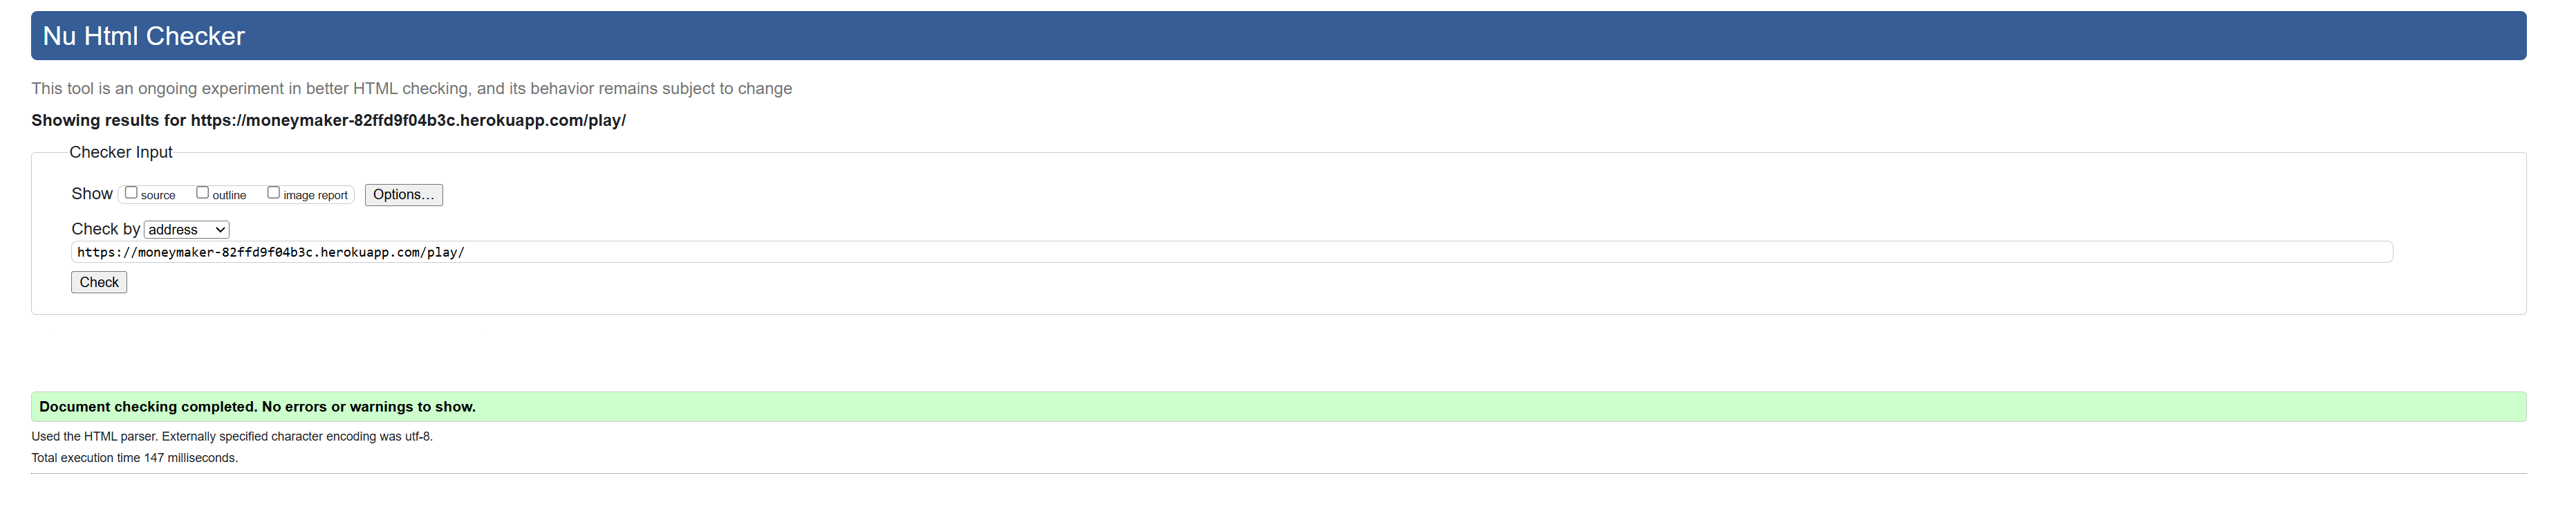 Nu Html Checker
This tool is an ongoing experiment in better HTML checking, and its behavior remains subject to change
Showing results for https://moneymaker-82ffd9f04b3c.herokuapp.com/play/
Checker Input
Show source outline image report Options...
Check by address
https://moneymaker-82ffd9f04b3c.herokuapp.com/play/
Check
Document checking completed. No errors or warnings to show.
Used the HTML parser. Externally specified character encoding was utf-8.
Total execution time 147 milliseconds.